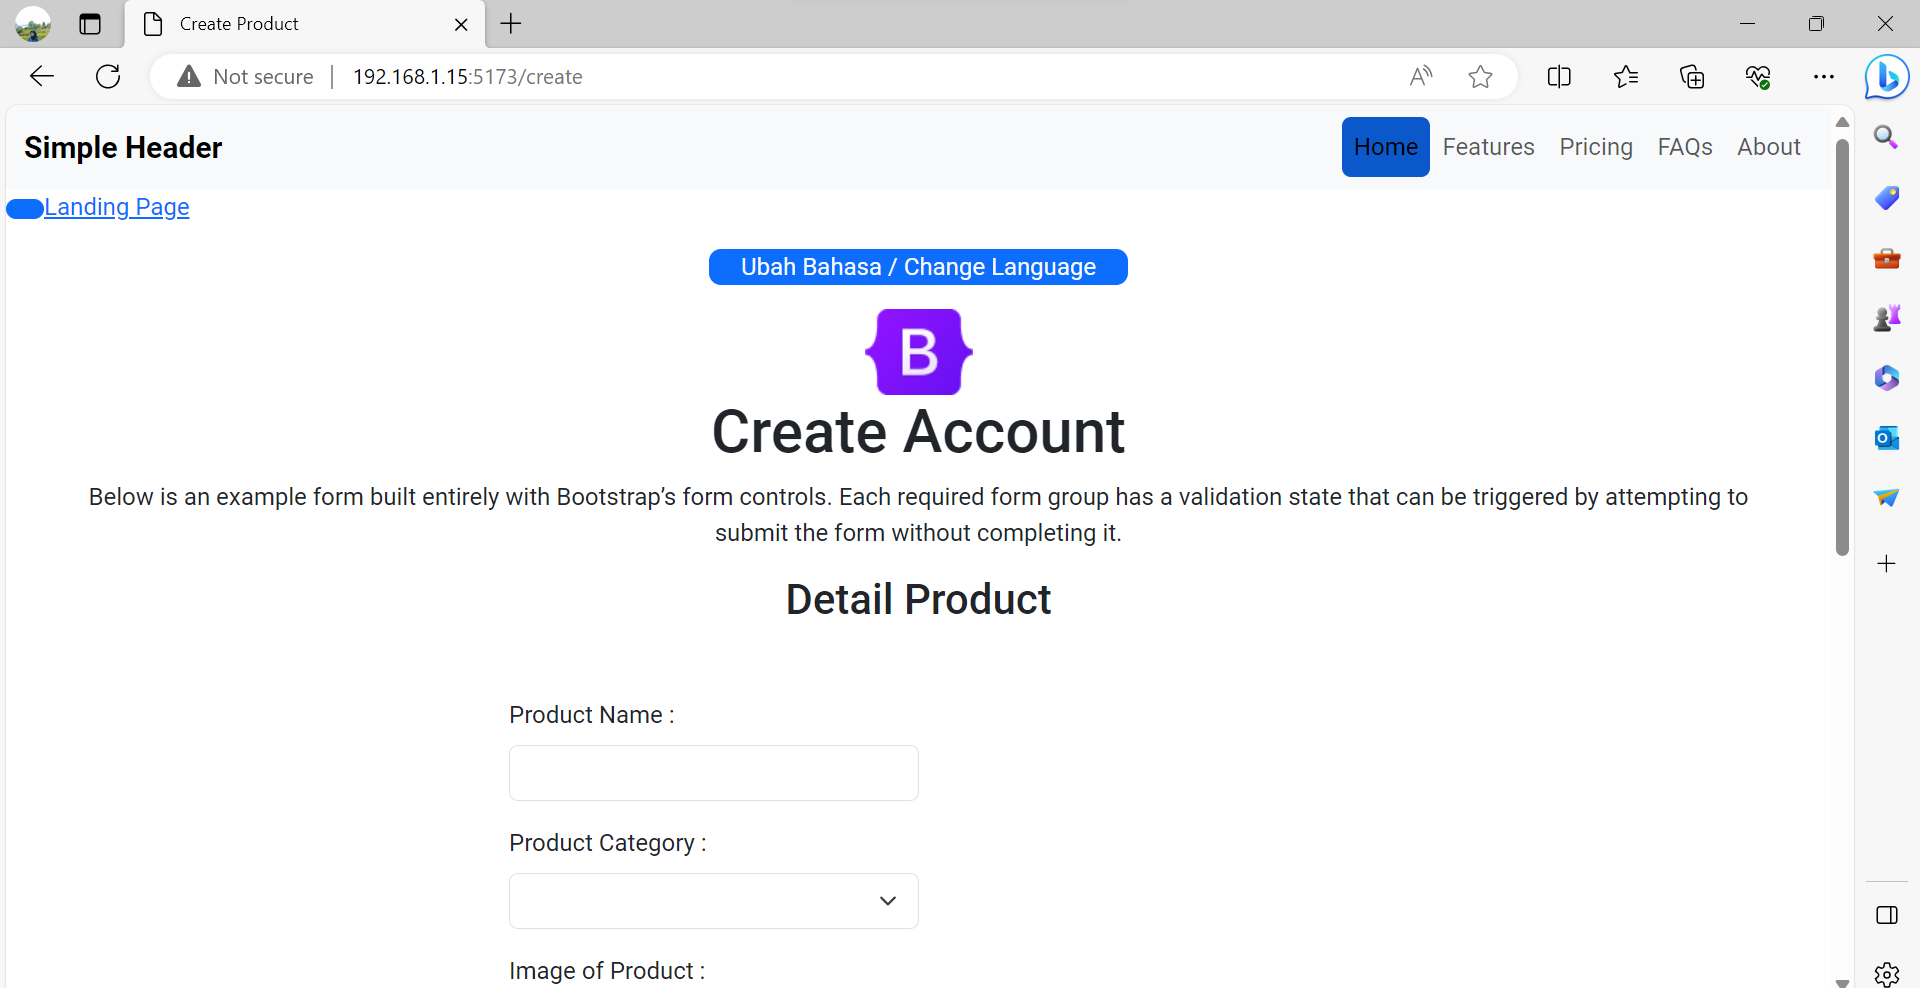 Create Product
Not secure
192.168.1.15:5173/create
Simple Header
Home
Features
Pricing
FAQs
About
Landing Page
Ubah Bahasa / Change Language
B
Create Account
Below is an example form built entirely with Bootstrap’s form controls. Each required form group has a validation state that can be triggered by attempting to
submit the form without completing it.
Detail Product
Product Name :
Product Category :
Image of Product :